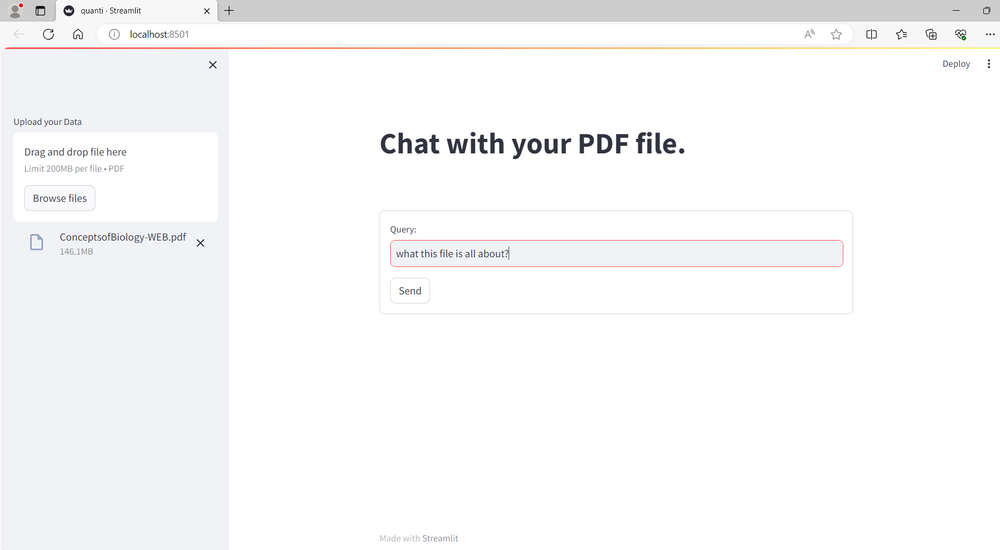 quanti · Streamlit
localhost:8501
Deploy
Upload your Data
Drag and drop file here
Limit 200MB per file • PDF
Browse files
ConceptsofBiology-WEB.pdf
146.1MB
Chat with your PDF file.
Query:
what this file is all about?
Send
Made with Streamlit